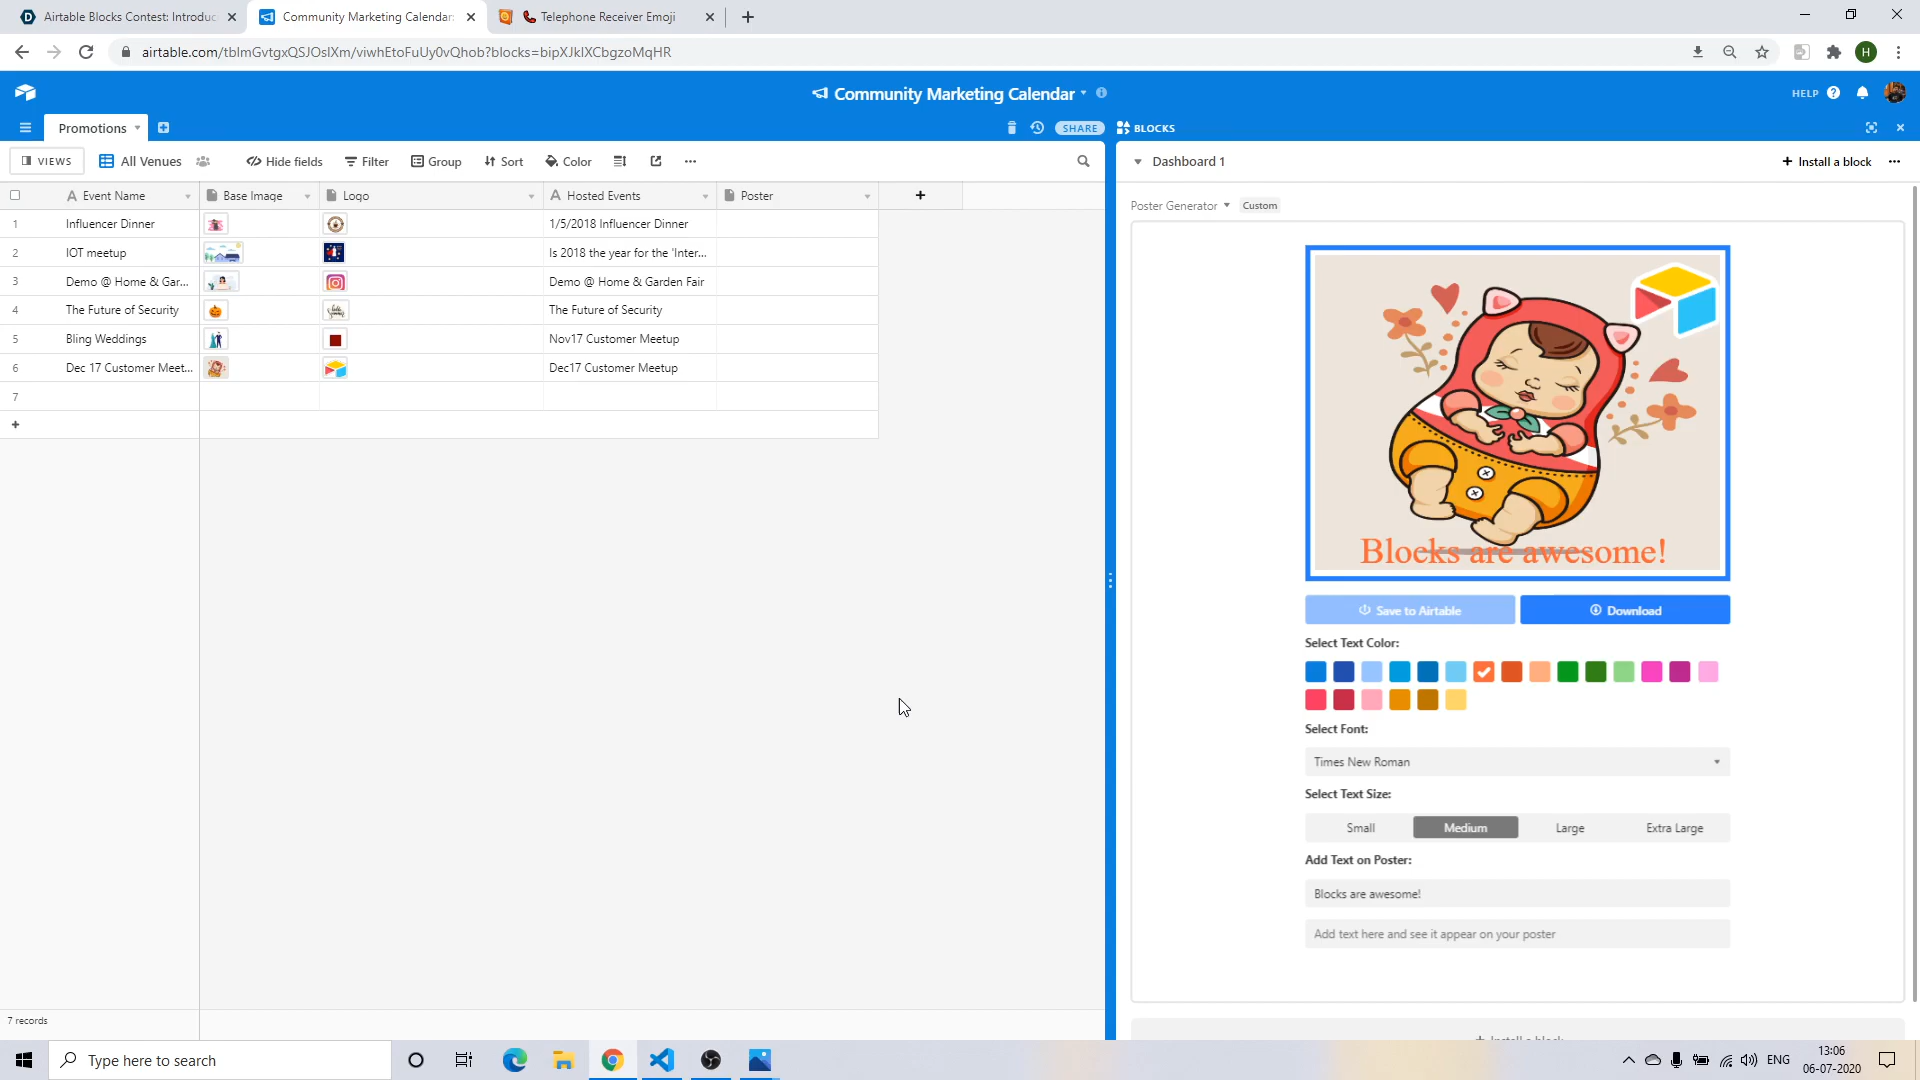 Airtable Blocks Contest: Introduc
Community Marketing Calendar:
Telephone Receiver Emoji
airtable.com/tblmGvtgxQSJOslXm/viwhEtoFuUy0vQhob?blocks=bipXJklXCbgzoMqHR
H
Community Marketing Calendar
HELP
Promotions
SHARE
BLOCKS
VIEWS
All Venues
Hide fields
Filter
Group
Sort
Color
Dashboard 1
+ Install a block
Event Name
Base Image
Logo
Hosted Events
Poster
Poster Generator
Custom
1 Influencer Dinner 1/5/2018 Influencer Dinner
2 IOT meetup Is 2018 the year for the 'Inter...
3 Demo @ Home & Gar... Demo @ Home & Garden Fair
4 The Future of Security The Future of Security
5 Bling Weddings Nov17 Customer Meetup
6 Dec 17 Customer Meet... Dec17 Customer Meetup
7
Blocks are awesome!
Save to Airtable
Download
Select Text Color:
Select Font:
Times New Roman
Select Text Size:
Small
Medium
Large
Extra Large
Add Text on Poster:
Blocks are awesome!
Add text here and see it appear on your poster
7 records
+ Install a block
Type here to search
ENG
13:06
06-07-2020